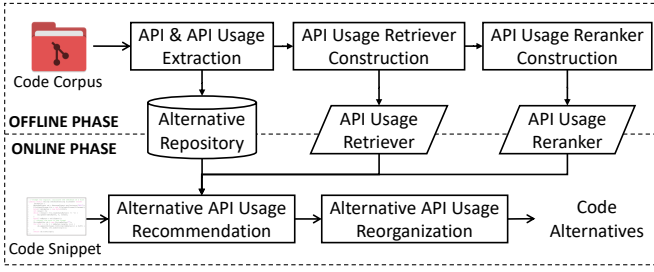 API & API Usage
Extraction
API Usage Retriever
Construction
API Usage Reranker
Construction
Code Corpus
OFFLINE PHASE
ONLINE PHASE
Alternative
Repository
API Usage
Retriever
API Usage
Reranker
Code Snippet
Alternative API Usage
Recommendation
Alternative API Usage
Reorganization
Code
Alternatives